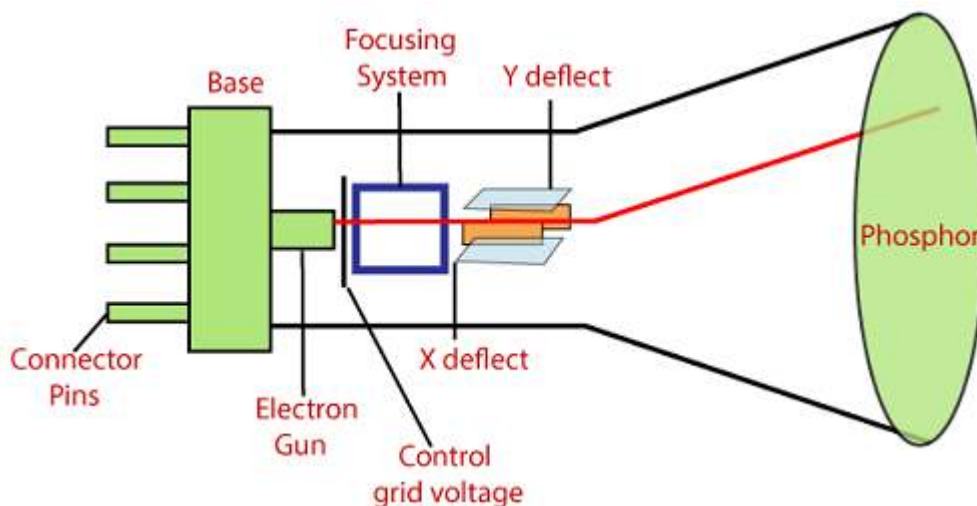 Focusing
System
Y deflect
Base
Phosphor
Connector
Pins
X deflect
Electron
Gun
Control
grid voltage